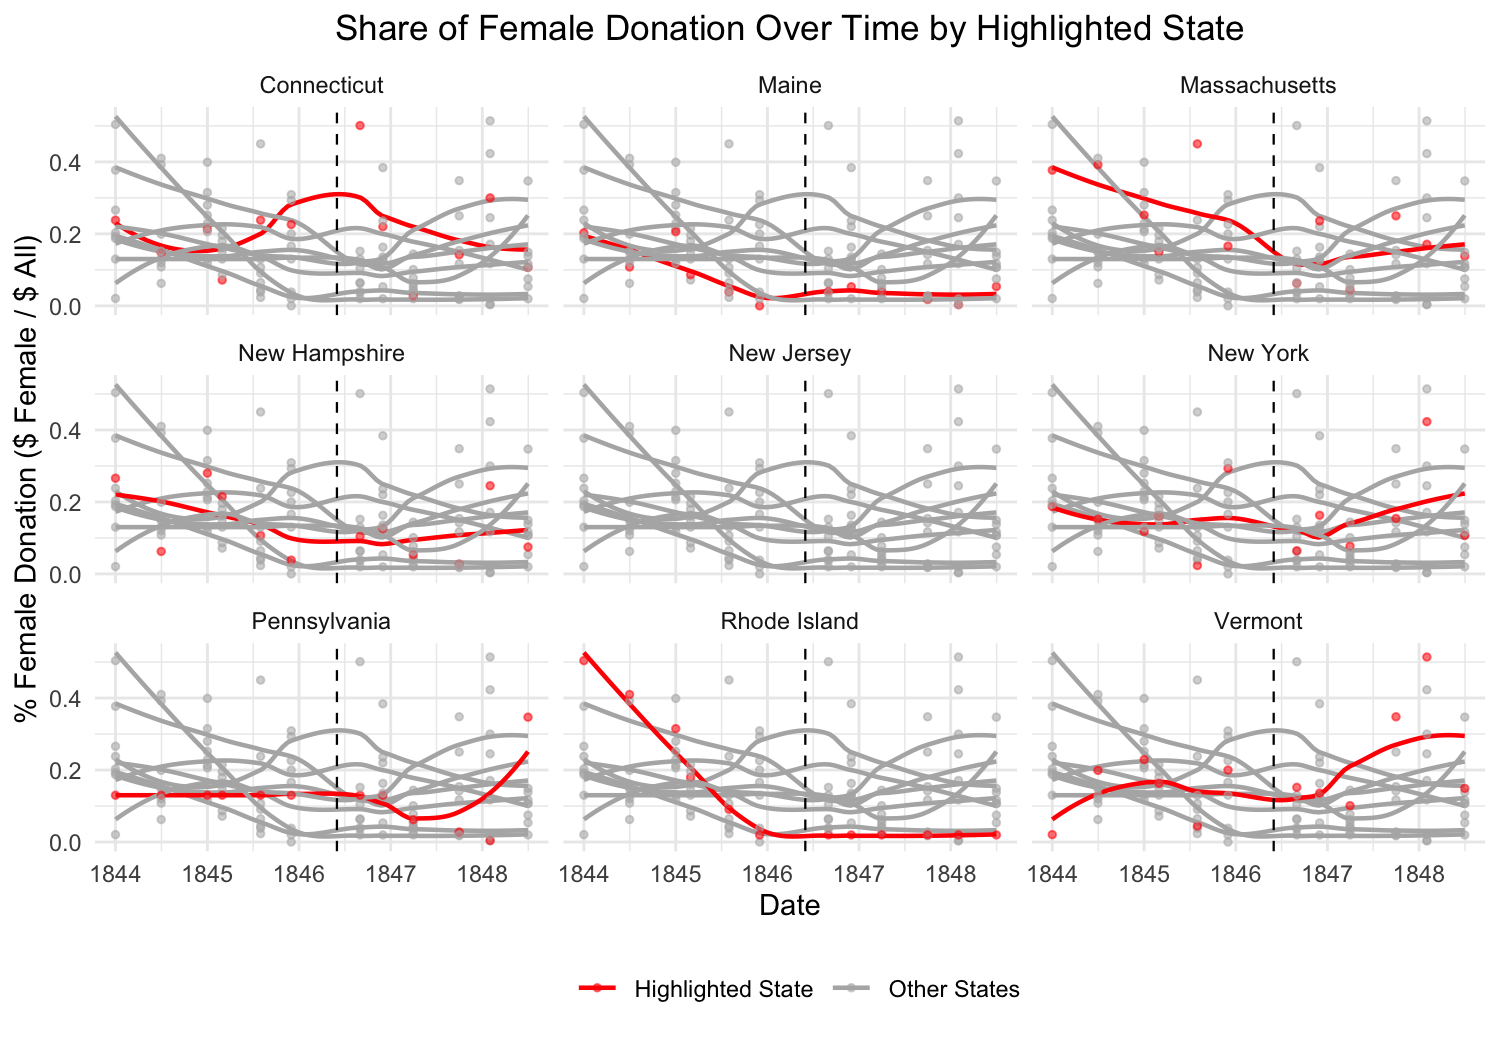 Share of Female Donation Over Time by Highlighted State
Connecticut
Maine
Massachusetts
0.4
0.2
0.0
New Hampshire
New Jersey
New York
0.4
0.2
0.0
Pennsylvania
Rhode Island
Vermont
0.4
0.2
0.0
1844 1845 1846 1847 1848
1844 1845 1846 1847 1848
1844 1845 1846 1847 1848
% Female Donation ($ Female / $ All)
Date
Highlighted State
Other States